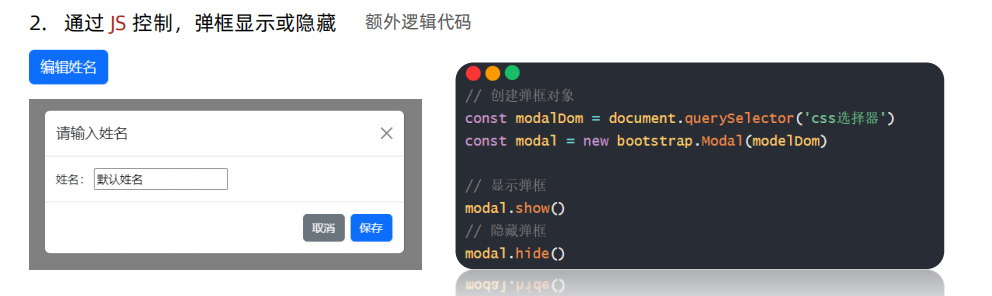 2. 通过 JS 控制，弹框显示或隐藏 额外逻辑代码
编辑姓名
请输入姓名
姓名： 默认姓名
取消 保存
// 创建弹框对象
const modalDom = document.querySelector('css选择器')
const modal = new bootstrap.Modal(modelDom)
// 显示弹框
modal.show()
// 隐藏弹框
modal.hide()